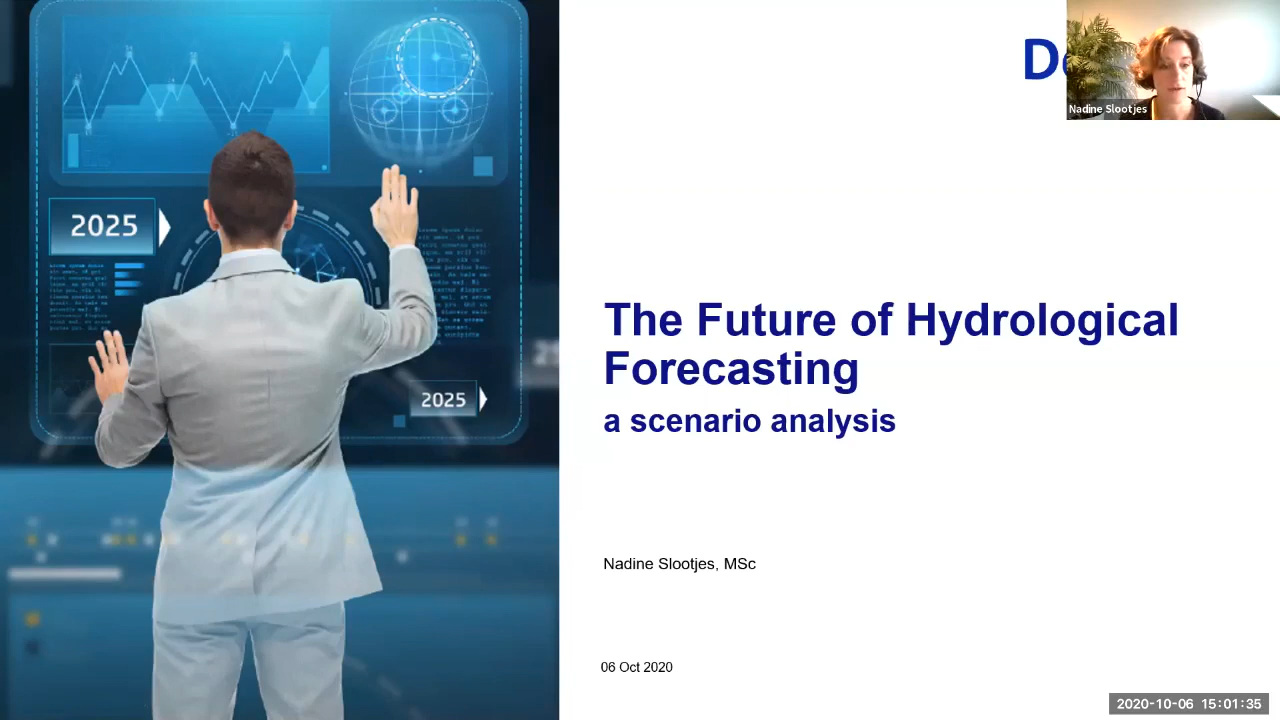 De
Nadine Slootjes
2025
2025
The Future of Hydrological
Forecasting
a scenario analysis
Nadine Slootjes, MSc
06 Oct 2020
2020-10-06 15:01:35